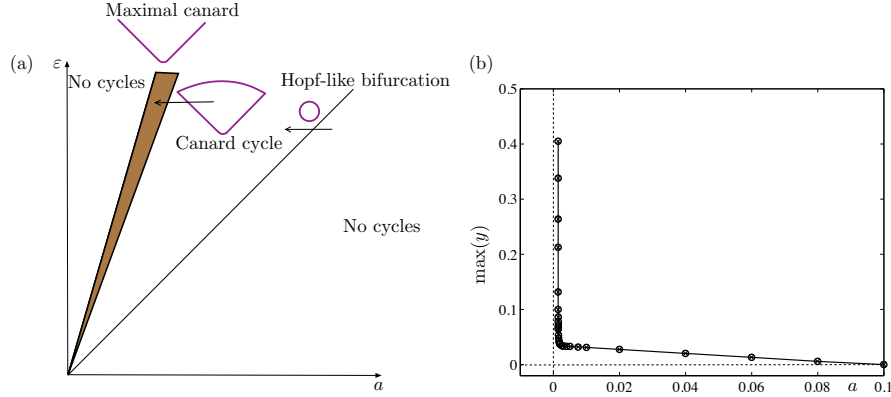 Maximal canard
(a)
ε
No cycles
Hopf-like bifurcation
Canard cycle
No cycles
a
(b)
0.5
0.4
0.3
0.2
0.1
0
max(y)
0
0.02
0.04
0.06
0.08
a
0.1